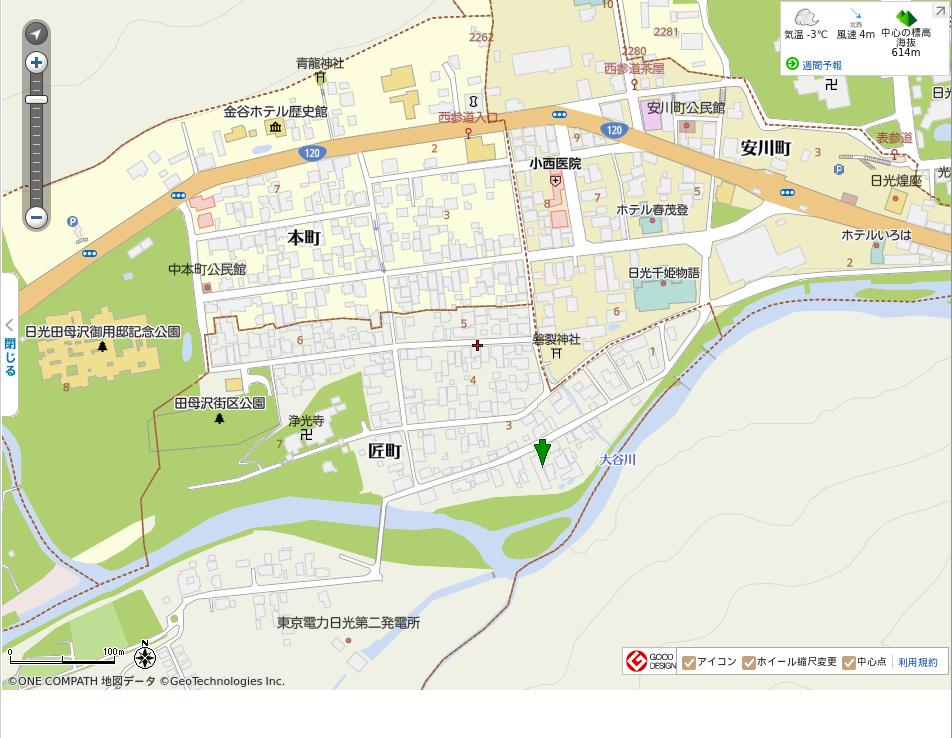 10
2262
2281
気温 -3℃
北西
風速 4m
中心の標高
海抜
614m
週間予報
2280
西参道茶屋
青龍神社
安川町公民館
金谷ホテル歴史館
西参道入口
120
120
表参道
2
9
3
安川町
小西医院
P
日光
光
日光煌座
7
3
8
7
5
ホテル春茂登
P
本町
ホテルいろは
2
中本町公民館
日光千姫物語
6
閉じる
日光田母沢御用邸記念公園
5
6
磐裂神社
1
8
4
田母沢街区公園
浄光寺
3
7
匠町
大谷川
東京電力日光第二発電所
N
100m
GOOD
DESIGN
アイコン
ホイール縮尺変更
中心点
利用規約
©ONE COMPATH 地図データ ©GeoTechnologies Inc.